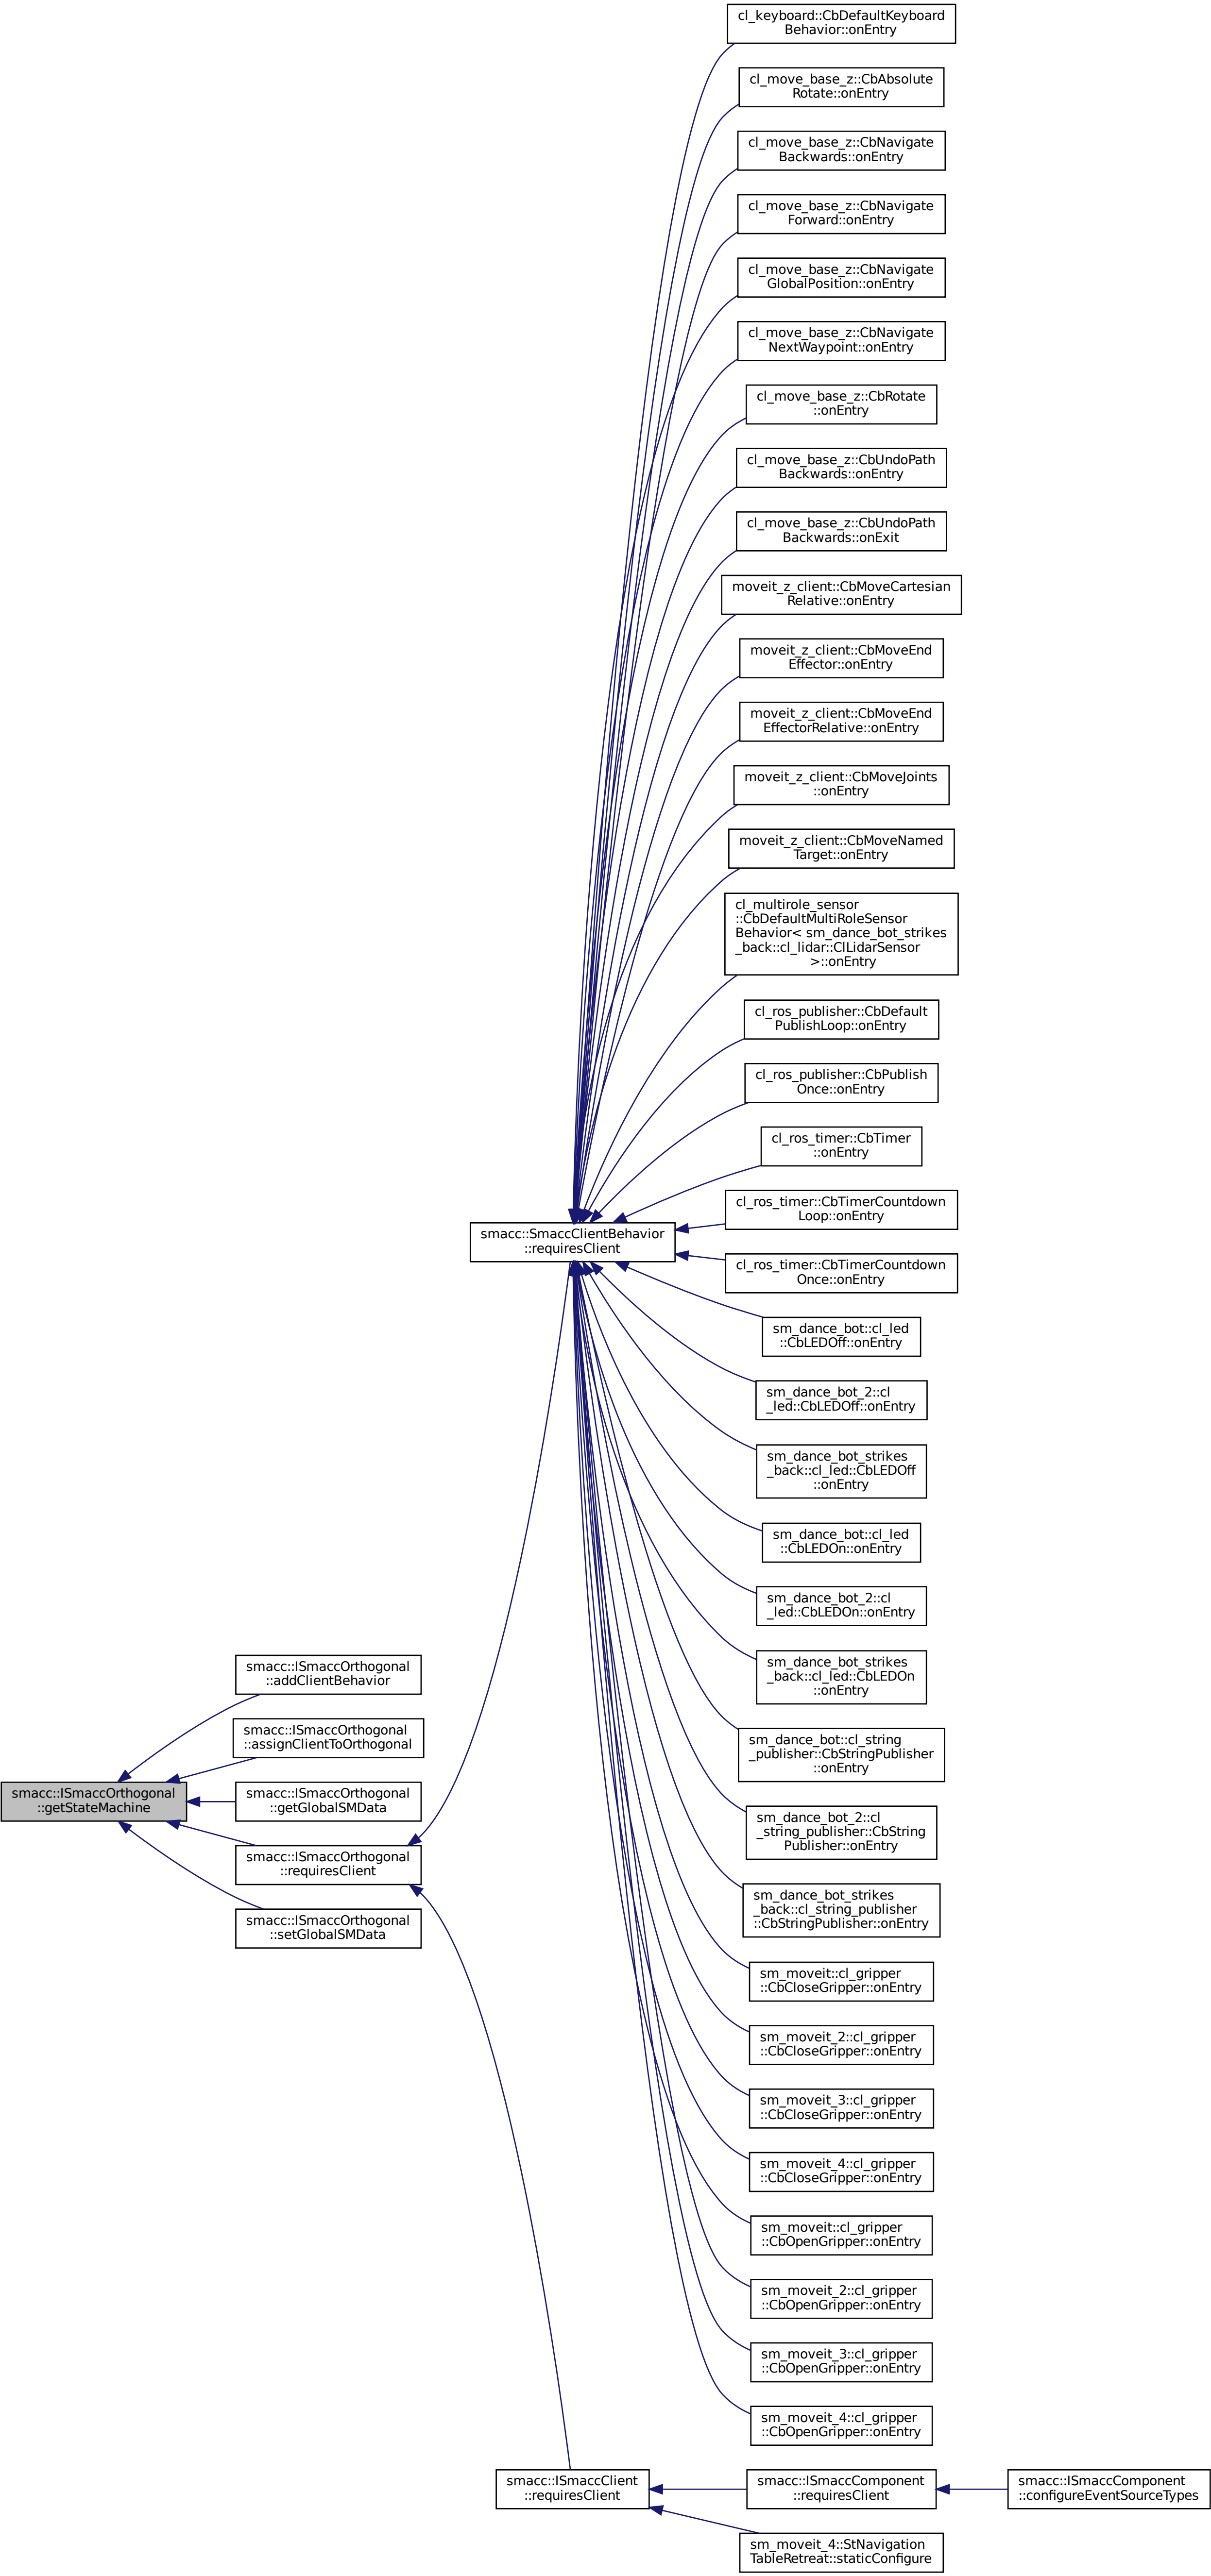 cl_keyboard::CbDefaultKeyboard
Behavior::onEntry
cl_move_base_z::CbAbsolute
Rotate::onEntry
cl_move_base_z::CbNavigate
Backwards::onEntry
cl_move_base_z::CbNavigate
Forward::onEntry
cl_move_base_z::CbNavigate
GlobalPosition::onEntry
cl_move_base_z::CbNavigate
NextWaypoint::onEntry
cl_move_base_z::CbRotate
::onEntry
cl_move_base_z::CbUndoPath
Backwards::onEntry
cl_move_base_z::CbUndoPath
Backwards::onExit
moveit_z_client::CbMoveCartesian
Relative::onEntry
moveit_z_client::CbMoveEnd
Effector::onEntry
moveit_z_client::CbMoveEnd
EffectorRelative::onEntry
moveit_z_client::CbMoveJoints
::onEntry
moveit_z_client::CbMoveNamed
Target::onEntry
cl_multirole_sensor
::CbDefaultMultiRoleSensor
Behavior< sm_dance_bot_strikes
_back::cl_lidar::ClLidarSensor
>::onEntry
cl_ros_publisher::CbDefault
PublishLoop::onEntry
cl_ros_publisher::CbPublish
Once::onEntry
cl_ros_timer::CbTimer
::onEntry
cl_ros_timer::CbTimerCountdown
Loop::onEntry
smacc::SmaccClientBehavior
::requiresClient
cl_ros_timer::CbTimerCountdown
Once::onEntry
sm_dance_bot::cl_led
::CbLEDOff::onEntry
sm_dance_bot_2::cl
_led::CbLEDOff::onEntry
sm_dance_bot_strikes
_back::cl_led::CbLEDOff
::onEntry
sm_dance_bot::cl_led
::CbLEDOn::onEntry
sm_dance_bot_2::cl
_led::CbLEDOn::onEntry
sm_dance_bot_strikes
_back::cl_led::CbLEDOn
::onEntry
smacc::ISmaccOrthogonal
::addClientBehavior
smacc::ISmaccOrthogonal
::assignClientToOrthogonal
sm_dance_bot::cl_string
_publisher::CbStringPublisher
::onEntry
smacc::ISmaccOrthogonal
::getStateMachine
smacc::ISmaccOrthogonal
::getGlobalSMData
sm_dance_bot_2::cl
_string_publisher::CbString
Publisher::onEntry
smacc::ISmaccOrthogonal
::requiresClient
sm_dance_bot_strikes
_back::cl_string_publisher
::CbStringPublisher::onEntry
smacc::ISmaccOrthogonal
::setGlobalSMData
sm_moveit::cl_gripper
::CbCloseGripper::onEntry
sm_moveit_2::cl_gripper
::CbCloseGripper::onEntry
sm_moveit_3::cl_gripper
::CbCloseGripper::onEntry
sm_moveit_4::cl_gripper
::CbCloseGripper::onEntry
sm_moveit::cl_gripper
::CbOpenGripper::onEntry
sm_moveit_2::cl_gripper
::CbOpenGripper::onEntry
sm_moveit_3::cl_gripper
::CbOpenGripper::onEntry
sm_moveit_4::cl_gripper
::CbOpenGripper::onEntry
smacc::ISmaccClient
::requiresClient
smacc::ISmaccComponent
::requiresClient
smacc::ISmaccComponent
::configureEventSourceTypes
sm_moveit_4::StNavigation
TableRetreat::staticConfigure